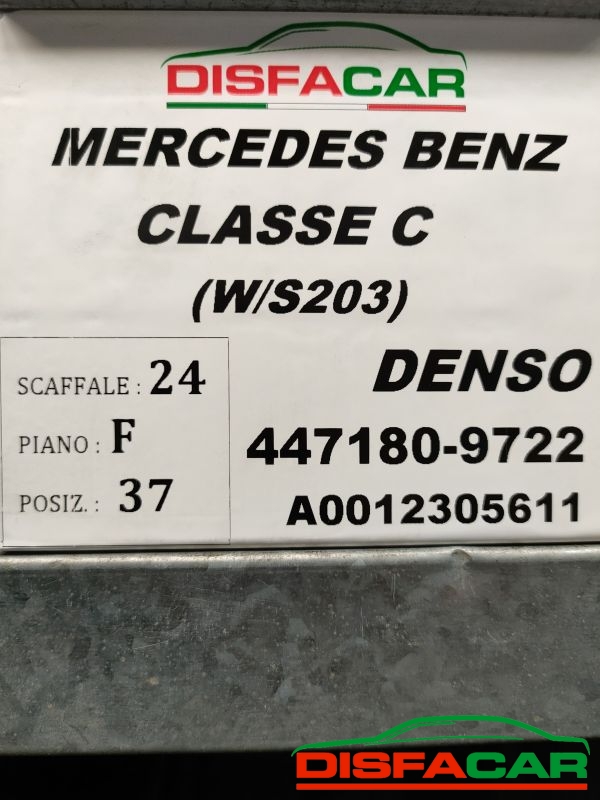 DISFACAR
MERCEDES BENZ
CLASSE C
(W/S203)
SCAFFALE : 24
PIANO : F
POSIZ. : 37
DENSO
447180-9722
A0012305611
DISFACAR